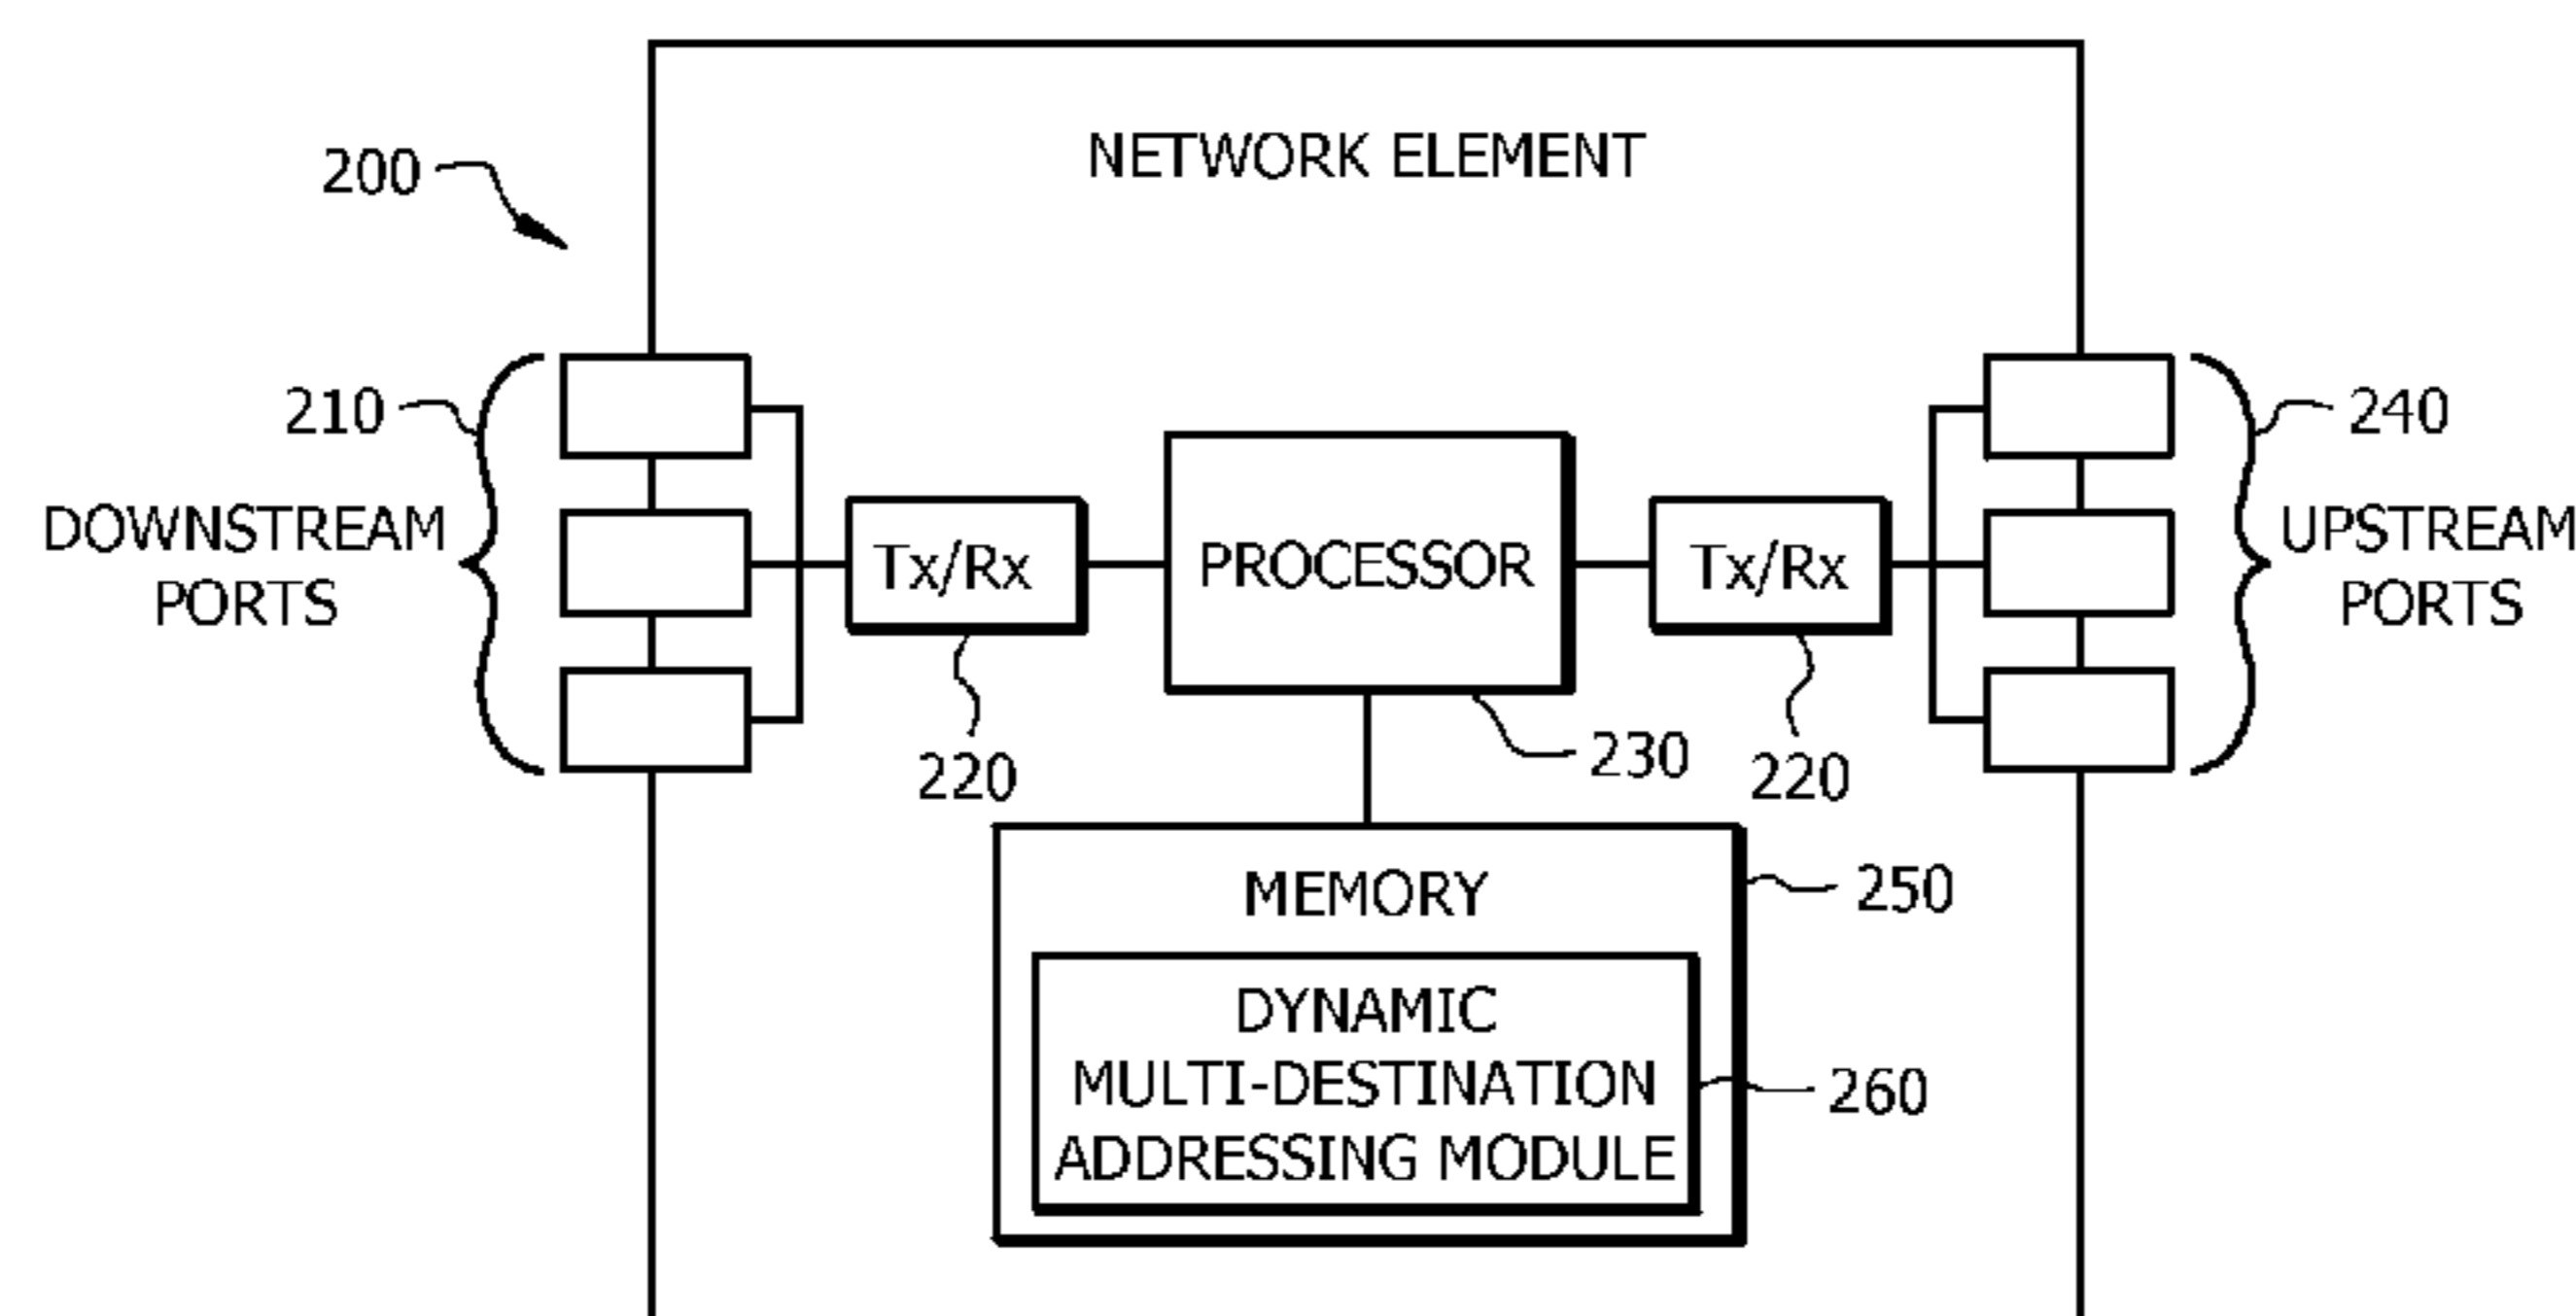 NETWORK ELEMENT
200
210
240
DOWNSTREAM
PORTS
Tx/Rx
PROCESSOR
Tx/Rx
UPSTREAM
PORTS
220
230
220
MEMORY
250
DYNAMIC
MULTI-DESTINATION
ADDRESSING MODULE
260